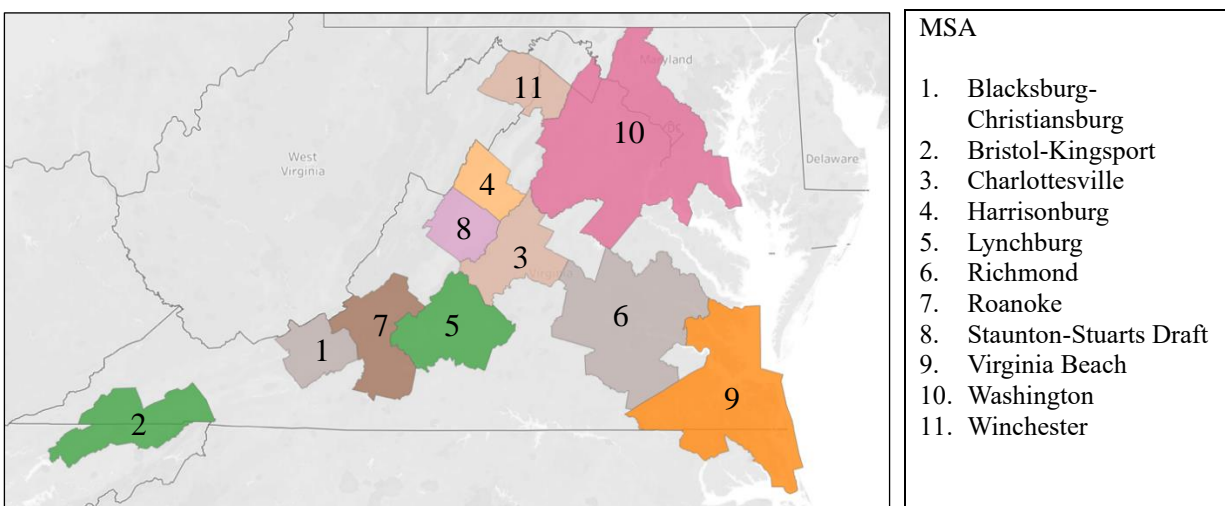 11
Maryland
10
DC
West
Virginia
Delaware
4
8
3
Virginia
6
7
5
1
9
2
MSA
1. Blacksburg-
Christiansburg
2. Bristol-Kingsport
3. Charlottesville
4. Harrisonburg
5. Lynchburg
6. Richmond
7. Roanoke
8. Staunton-Stuarts Draft
9. Virginia Beach
10. Washington
11. Winchester